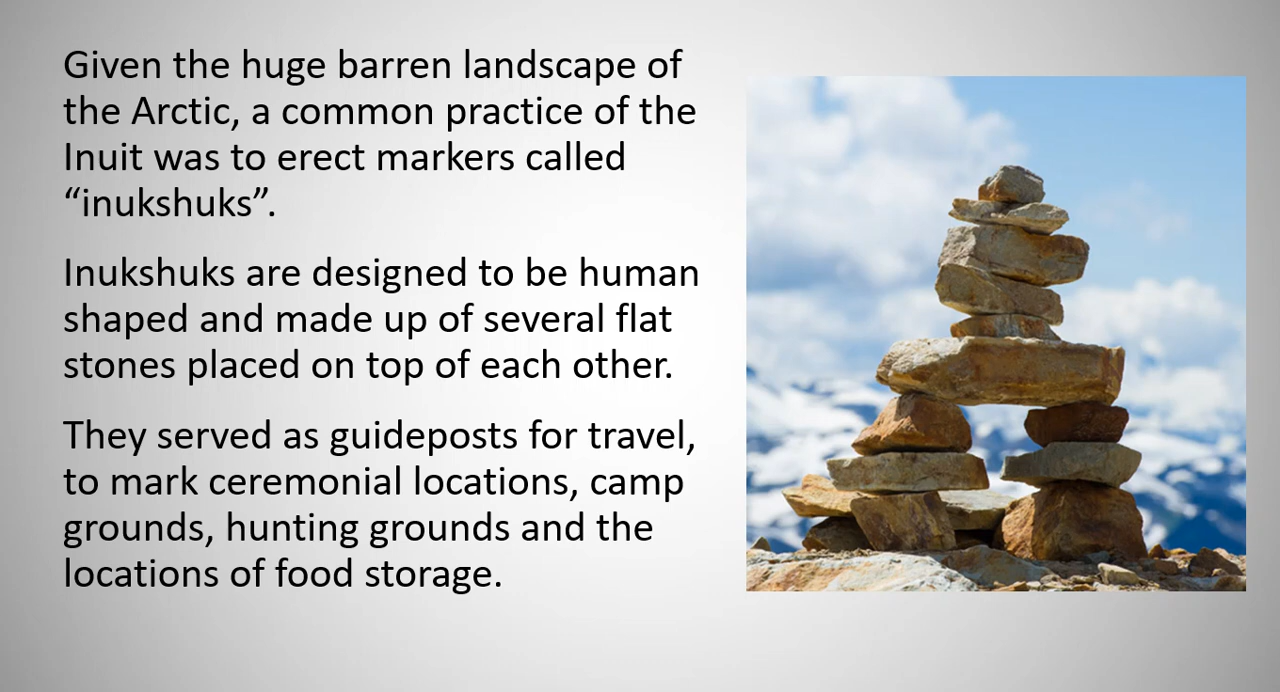 Given the huge barren landscape of
the Arctic, a common practice of the
Inuit was to erect markers called
“inukshuks”.
Inukshuks are designed to be human
shaped and made up of several flat
stones placed on top of each other.
They served as guideposts for travel,
to mark ceremonial locations, camp
grounds, hunting grounds and the
locations of food storage.